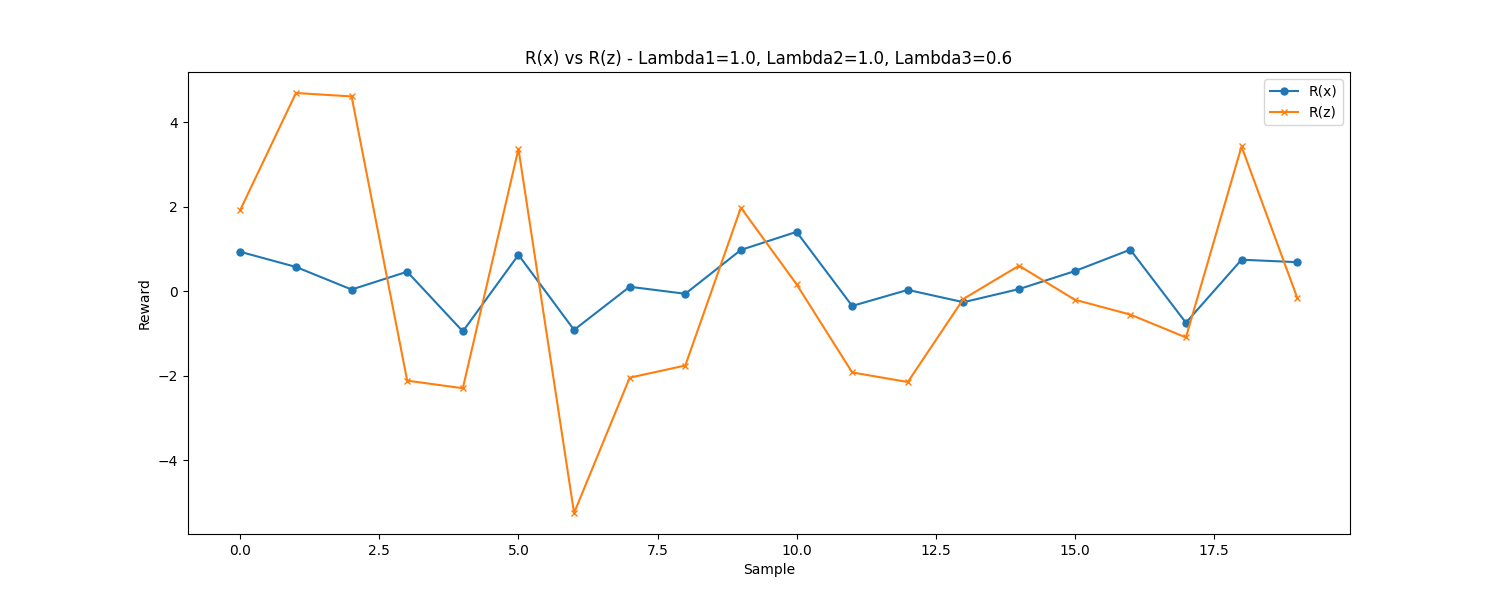 R(x) vs R(z) - Lambda1=1.0, Lambda2=1.0, Lambda3=0.6
R(x)
R(z)
4
2
0
−2
−4
Reward
0.0 2.5 5.0 7.5 10.0 12.5 15.0 17.5
Sample